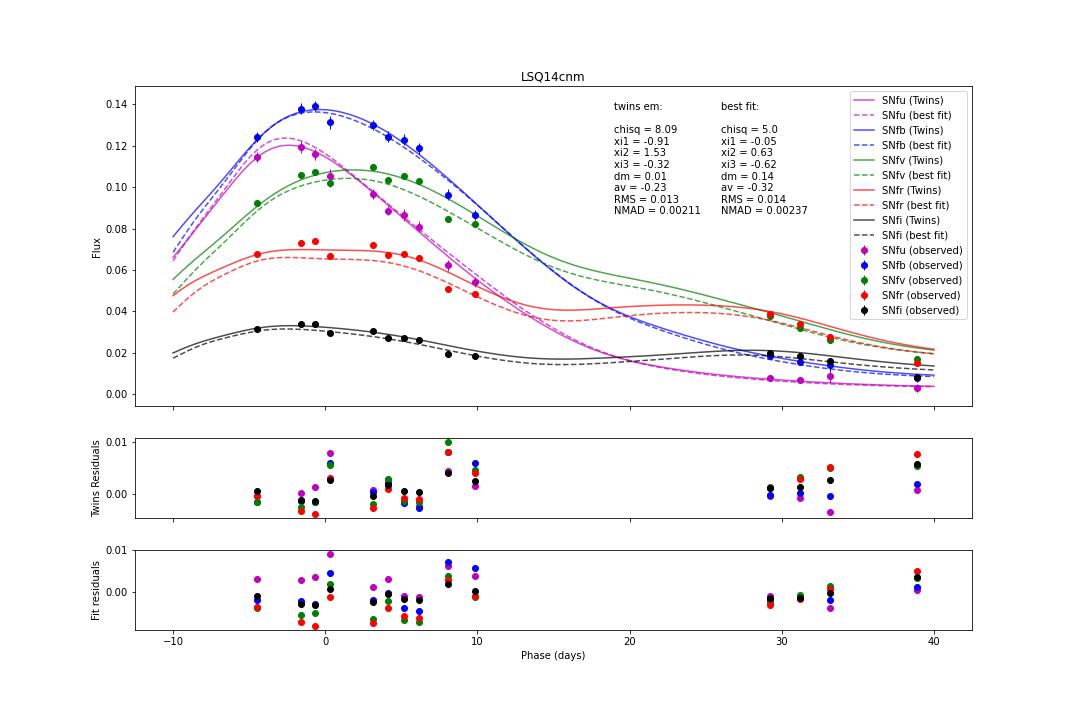 LSQ14cnm
0.14
0.12
0.10
0.08
0.06
0.04
0.02
0.00
Flux
twins em: best fit:
chisq = 8.09 chisq = 5.0
xi1 = -0.91 xi1 = -0.05
xi2 = 1.53 xi2 = 0.63
xi3 = -0.32 xi3 = -0.62
dm = 0.01 dm = 0.14
av = -0.23 av = -0.32
RMS = 0.013 RMS = 0.014
NMAD = 0.00211 NMAD = 0.00237
SNfu (Twins)
SNfu (best fit)
SNfb (Twins)
SNfb (best fit)
SNfv (Twins)
SNfv (best fit)
SNfr (Twins)
SNfr (best fit)
SNfi (Twins)
SNfi (best fit)
SNfu (observed)
SNfb (observed)
SNfv (observed)
SNfr (observed)
SNfi (observed)
0.01
0.00
Twins Residuals
0.01
0.00
Fit residuals
−10 0 10 20 30 40
Phase (days)